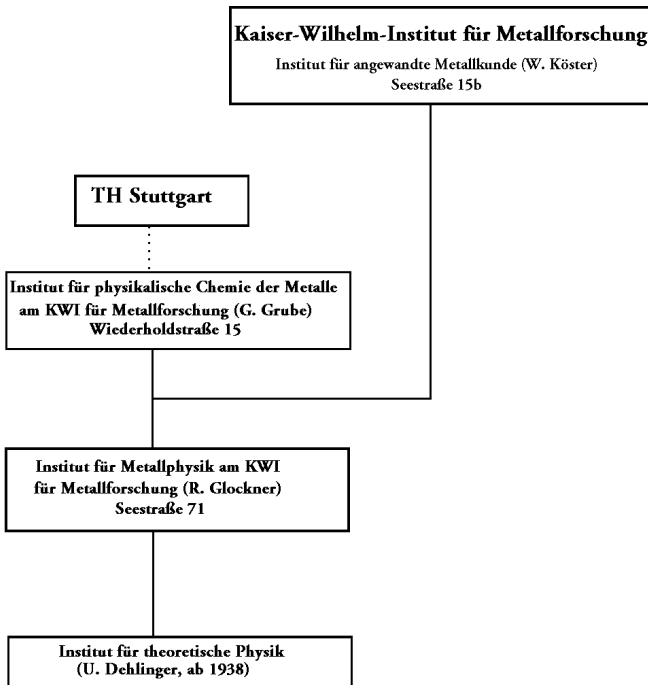 Kaiser-Wilhelm-Institut für Metallforschung
Institut für angewandte Metallkunde (W. Köster)
Seestraße 15b
TH Stuttgart
Institut für physikalische Chemie der Metalle
am KWI für Metallforschung (G. Grube)
Wiederholdstraße 15
Institut für Metallphysik am KWI
für Metallforschung (R. Glockner)
Seestraße 71
Institut für theoretische Physik
(U. Dehlinger, ab 1938)